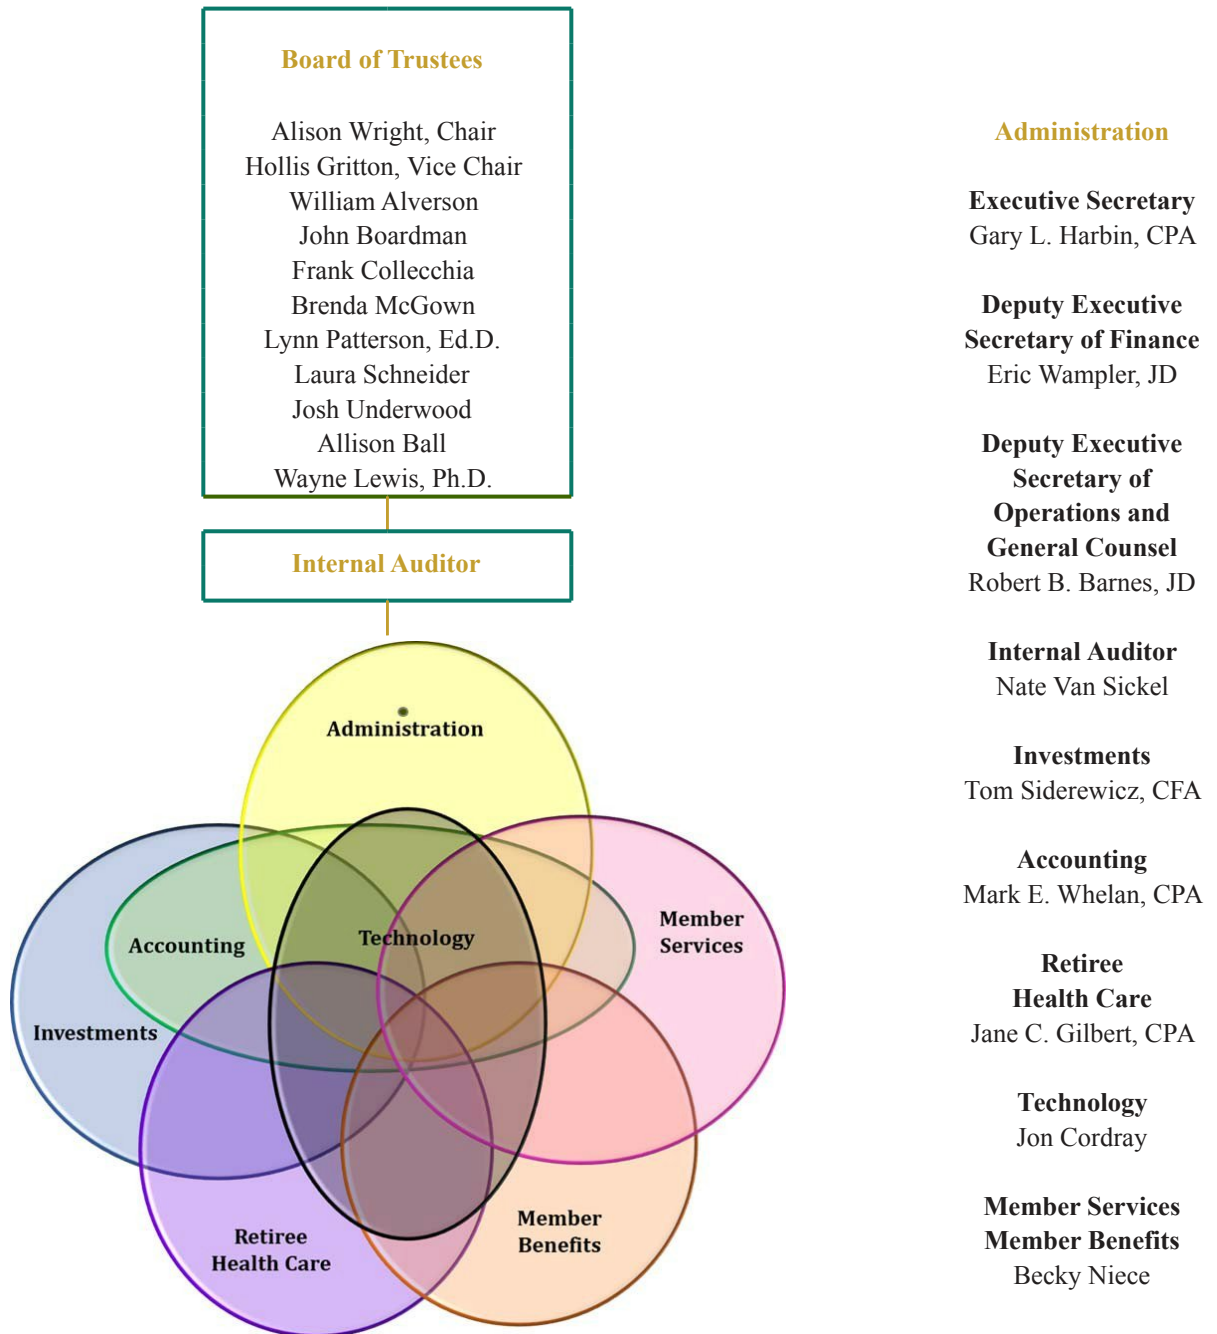 Board of Trustees
Alison Wright, Chair
Hollis Gritton, Vice Chair
William Alverson
John Boardman
Frank Collecchia
Brenda McGown
Lynn Patterson, Ed.D.
Laura Schneider
Josh Underwood
Allison Ball
Wayne Lewis, Ph.D.
Internal Auditor
Administration
Accounting
Technology
Member
Services
Investments
Retiree
Health Care
Member
Benefits
Administration
Executive Secretary
Gary L. Harbin, CPA
Deputy Executive
Secretary of Finance
Eric Wampler, JD
Deputy Executive
Secretary of
Operations and
General Counsel
Robert B. Barnes, JD
Internal Auditor
Nate Van Sickel
Investments
Tom Siderewicz, CFA
Accounting
Mark E. Whelan, CPA
Retiree
Health Care
Jane C. Gilbert, CPA
Technology
Jon Cordray
Member Services
Member Benefits
Becky Niece